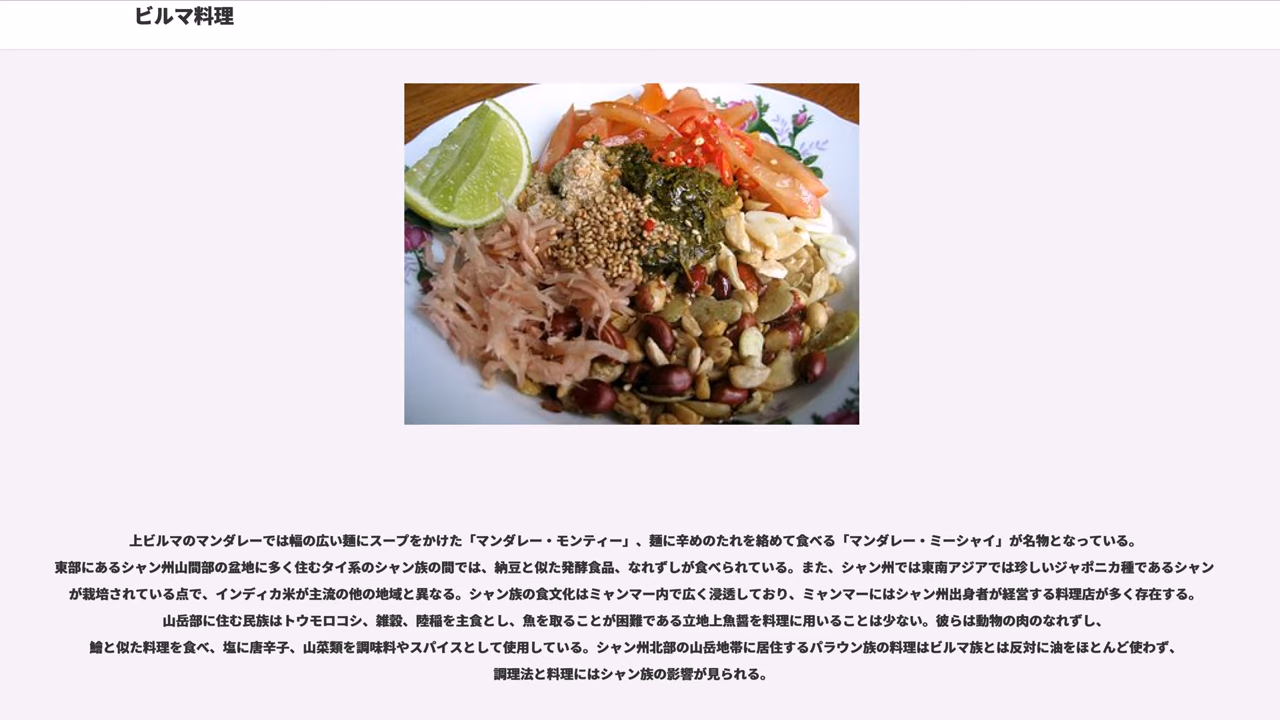 ビルマ料理
上ビルマのマンダレーでは幅の広い麺にスープをかけた「マンダレー・モンティー」、麺に辛めのたれを絡めて食べる「マンダレー・ミーシャイ」が名物となっている。
東部にあるシャン州山間部の盆地に多く住むタイ系のシャン族の間では、納豆と似た発酵食品、なれずしが食べられている。また、シャン州では東南アジアでは珍しいジャポニカ種であるシャン
が栽培されている点で、インディカ米が主流の他の地域と異なる。シャン族の食文化はミャンマー内で広く浸透しており、ミャンマーにはシャン州出身者が経営する料理店が多く存在する。
山岳部に住む民族はトウモロコシ、雑穀、陸稲を主食とし、魚を取ることが困難である立地上魚醤を料理に用いることは少ない。彼らは動物の肉のなれずし、
鱠と似た料理を食べ、塩に唐辛子、山菜類を調味料やスパイスとして使用している。シャン州北部の山岳地帯に居住するパラウン族の料理はビルマ族とは反対に油をほとんど使わず、
調理法と料理にはシャン族の影響が見られる。